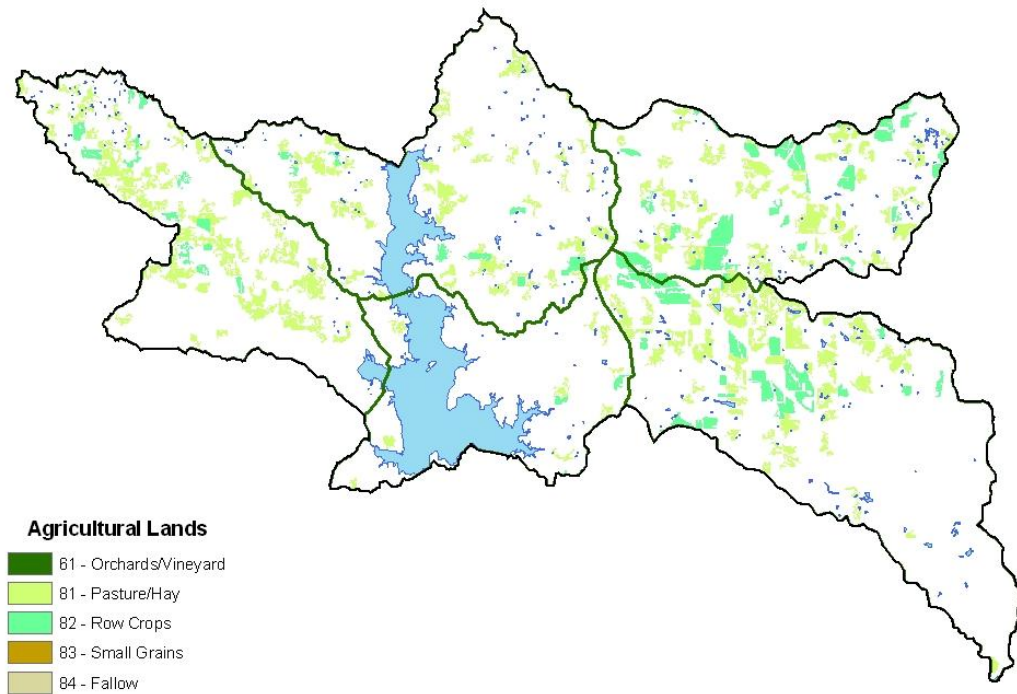 Agricultural Lands
61 - Orchards/Vineyard
81 - Pasture/Hay
82 - Row Crops
83 - Small Grains
84 - Fallow